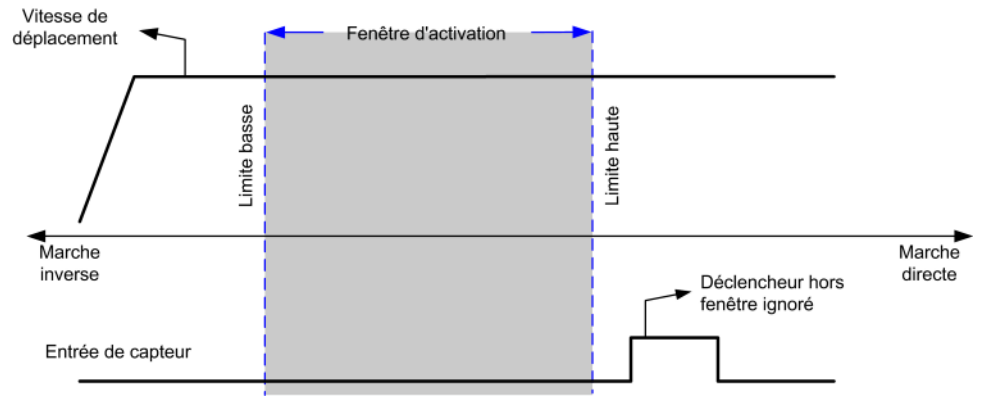 Vitesse de
déplacement
Fenêtre d'activation
Limite basse
Limite haute
Marche
inverse
Marche
directe
Déclencheur hors
fenêtre ignoré
Entrée de capteur